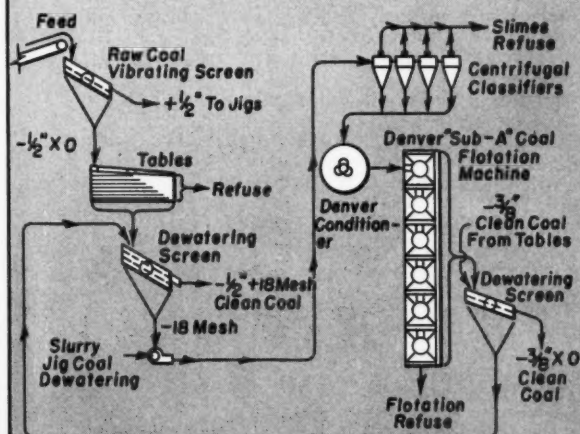 Feed
Raw Coal
Vibrating Screen
+½" To Jigs
-½" X 0
Tables
Refuse
Dewatering
Screen
-½" +18 Mesh
Clean Coal
-18 Mesh
Slurry
Jig Coal
Dewatering
Slimes
Refuse
Centrifugal
Classifiers
Denver "Sub-A" Coal
Flotation
Machine
Denver
Condition-
er
-⅜"
Clean Coal
From Tables
Dewatering
Screen
-⅜" X 0
Clean
Coal
Flotation
Refuse